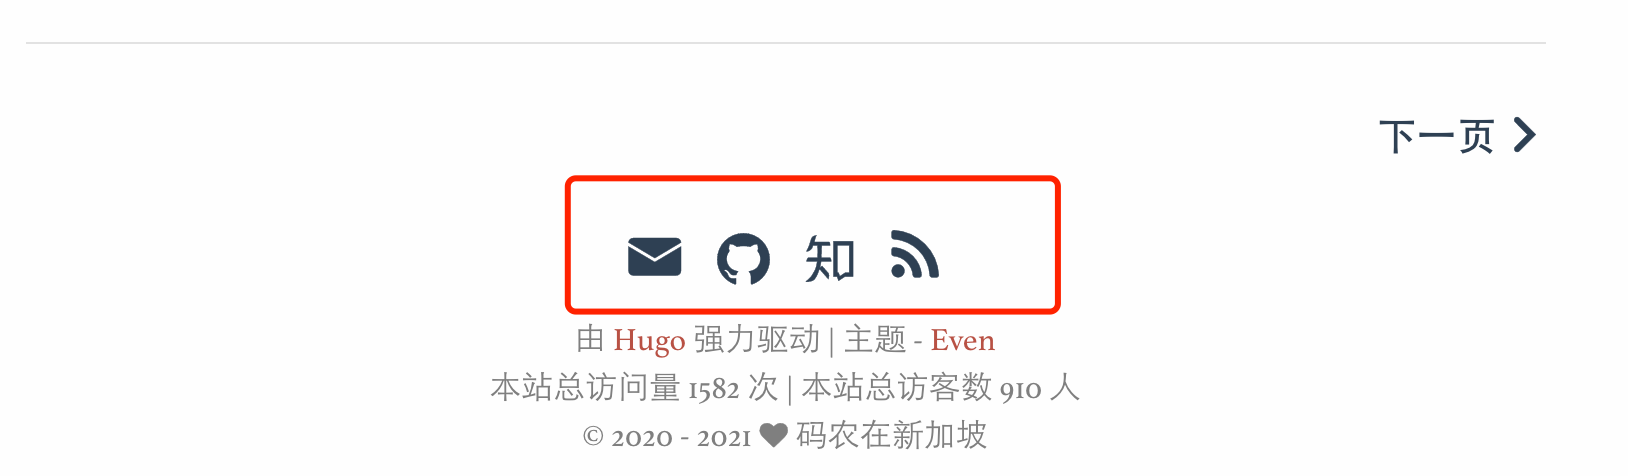 下一页
知
由 Hugo 强力驱动 | 主题 - Even
本站总访问量 1582 次 | 本站总访客数 910 人
© 2020 - 2021 ♥ 码农在新加坡